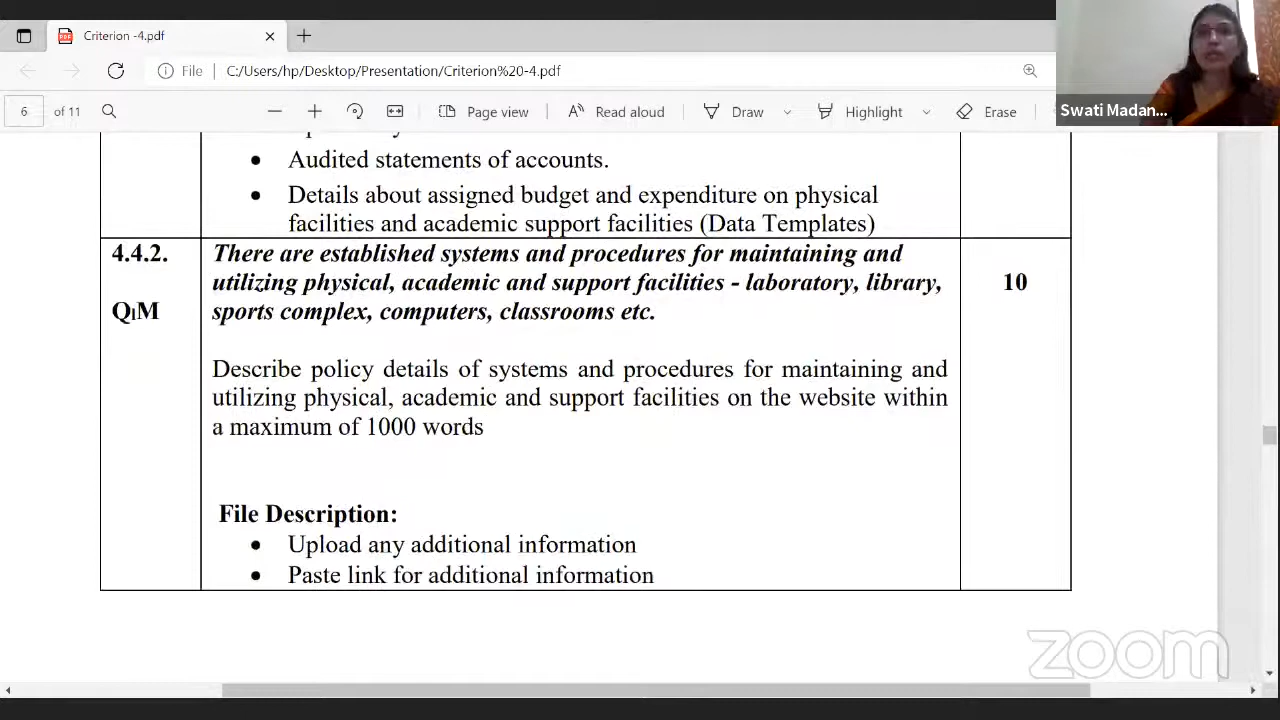 Criterion -4.pdf
File
C:/Users/hp/Desktop/Presentation/Criterion%20-4.pdf
6 of 11
Page view
Read aloud
Draw
Highlight
Erase
Swati Madan...
• Audited statements of accounts.
• Details about assigned budget and expenditure on physical
facilities and academic support facilities (Data Templates)
4.4.2.
QlM
There are established systems and procedures for maintaining and
utilizing physical, academic and support facilities - laboratory, library,
sports complex, computers, classrooms etc.
10
Describe policy details of systems and procedures for maintaining and
utilizing physical, academic and support facilities on the website within
a maximum of 1000 words
File Description:
• Upload any additional information
• Paste link for additional information
zoom